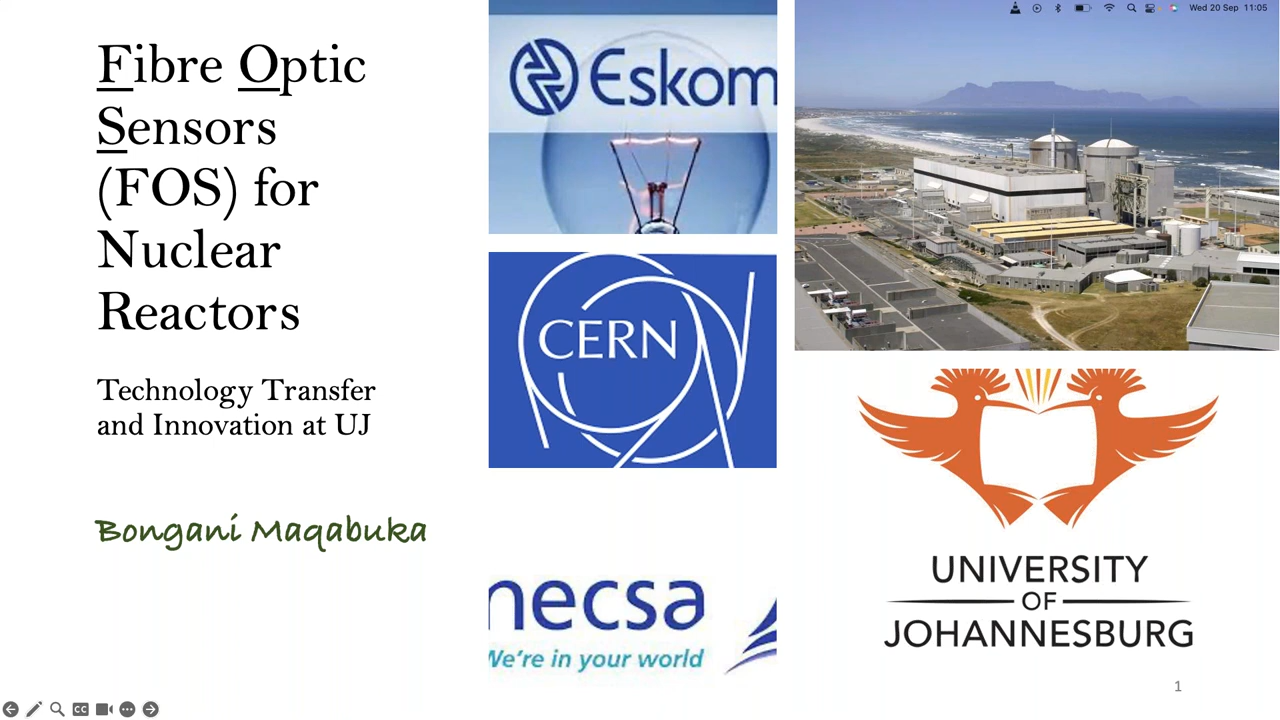 Fibre Optic
Sensors
(FOS) for
Nuclear
Reactors
Technology Transfer
and Innovation at UJ
Bongani Maqabuka
Eskom
CERN
necsa
We're in your world
Wed 20 Sep 11:05
UNIVERSITY
OF
JOHANNESBURG
1
CC